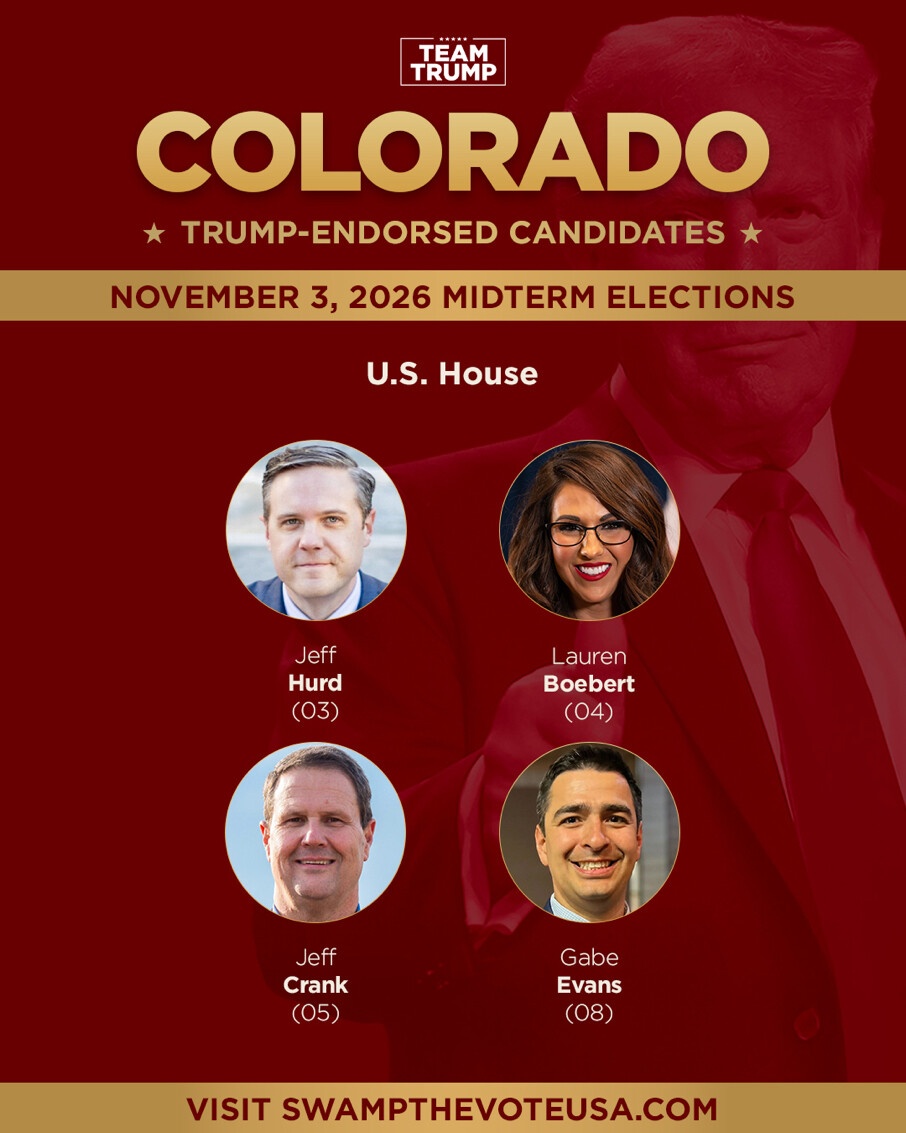 ★★★★★
TEAM
TRUMP
COLORADO
★ TRUMP-ENDORSED CANDIDATES ★
NOVEMBER 3, 2026 MIDTERM ELECTIONS
U.S. House
Jeff
Hurd
(03)
Lauren
Boebert
(04)
Jeff
Crank
(05)
Gabe
Evans
(08)
VISIT SWAMPTHEVOTEUSA.COM